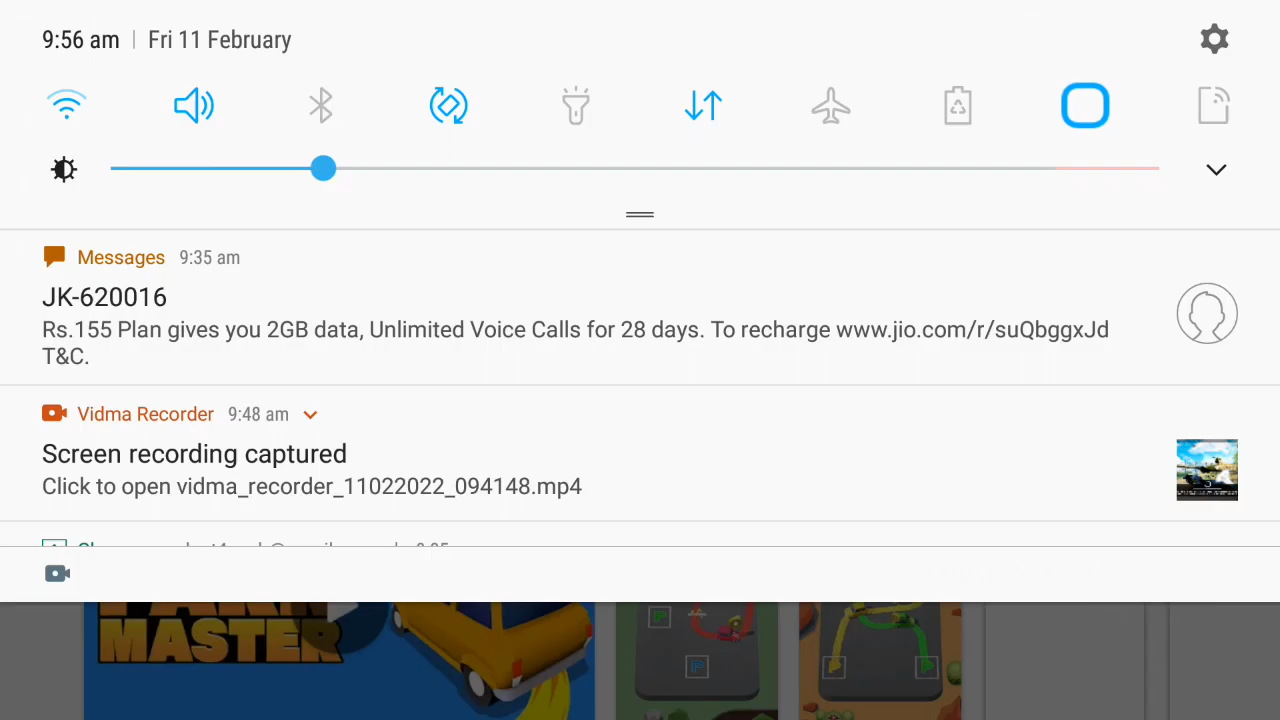 9:56 am | Fri 11 February
Messages 9:35 am
JK-620016
Rs.155 Plan gives you 2GB data, Unlimited Voice Calls for 28 days. To recharge www.jio.com/r/suQbggxJd
T&C.
Vidma Recorder 9:48 am
Screen recording captured
Click to open vidma_recorder_11022022_094148.mp4
MASTER